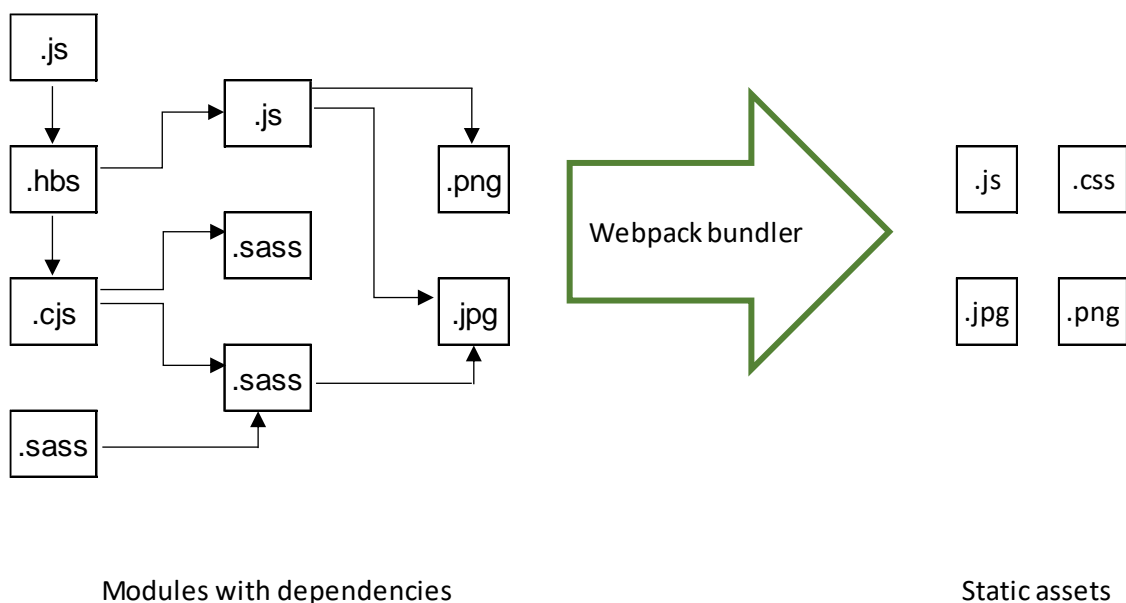 .js
.js
.hbs
.png
.js
.css
.sass
Webpack bundler
.cjs
.jpg
.jpg
.png
.sass
.sass
Modules with dependencies
Static assets